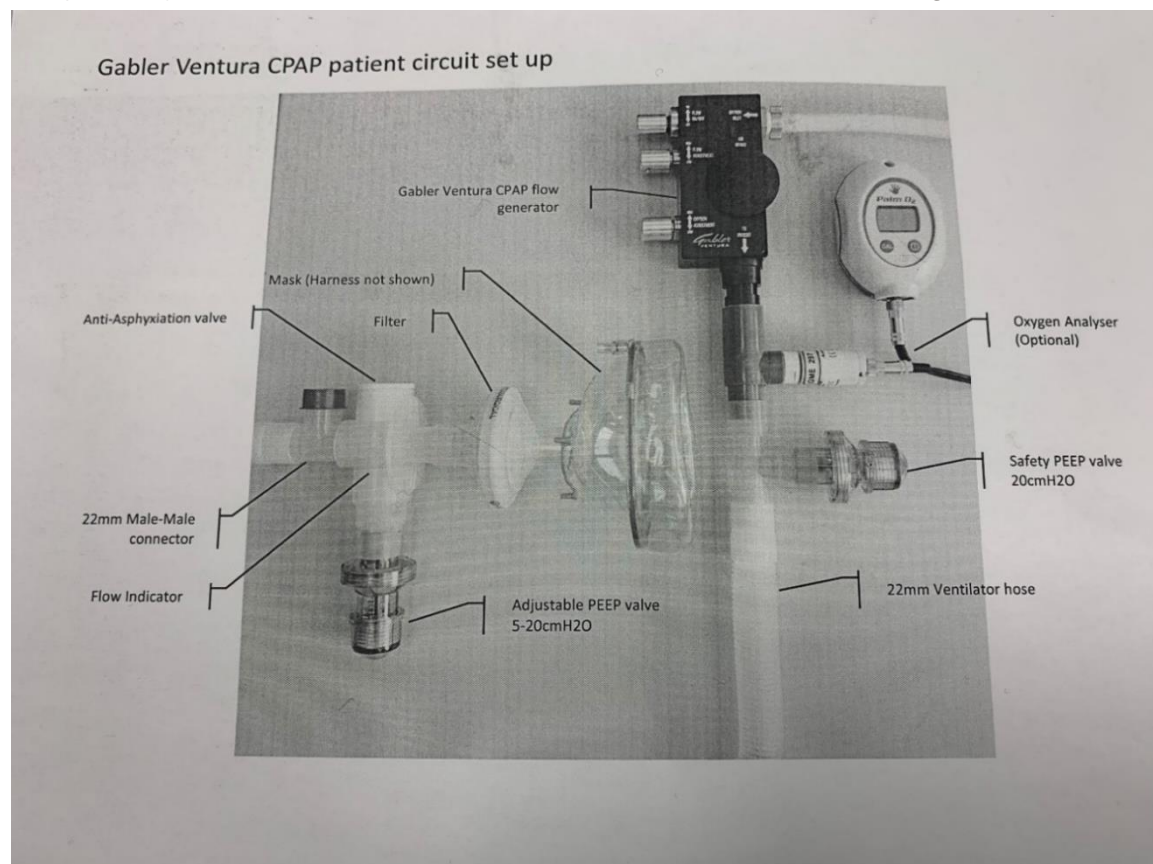 Gabler Ventura CPAP patient circuit set up
Gabler Ventura CPAP flow
generator
Palm O2
Gabler
VENTURA
Mask (Harness not shown)
Anti-Asphyxiation valve
Filter
Oxygen Analyser
(Optional)
Safety PEEP valve
20cmH2O
22mm Male-Male
connector
Flow Indicator
Adjustable PEEP valve
5-20cmH2O
22mm Ventilator hose